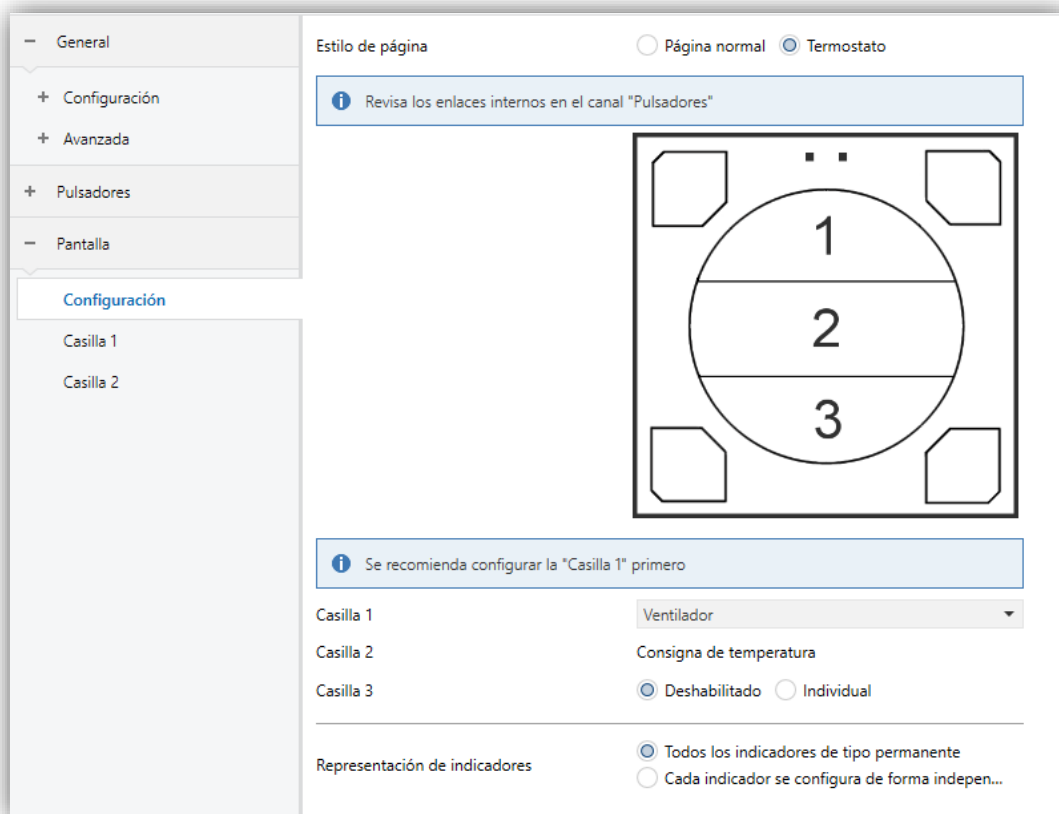 General
Configuración
Avanzada
Pulsadores
Pantalla
Configuración
Casilla 1
Casilla 2
Estilo de página
Página normal
Termostato
Revisa los enlaces internos en el canal "Pulsadores"
1
2
3
Se recomienda configurar la "Casilla 1" primero
Casilla 1
Ventilador
Casilla 2
Consigna de temperatura
Casilla 3
Deshabilitado
Individual
Representación de indicadores
Todos los indicadores de tipo permanente
Cada indicador se configura de forma indepen...